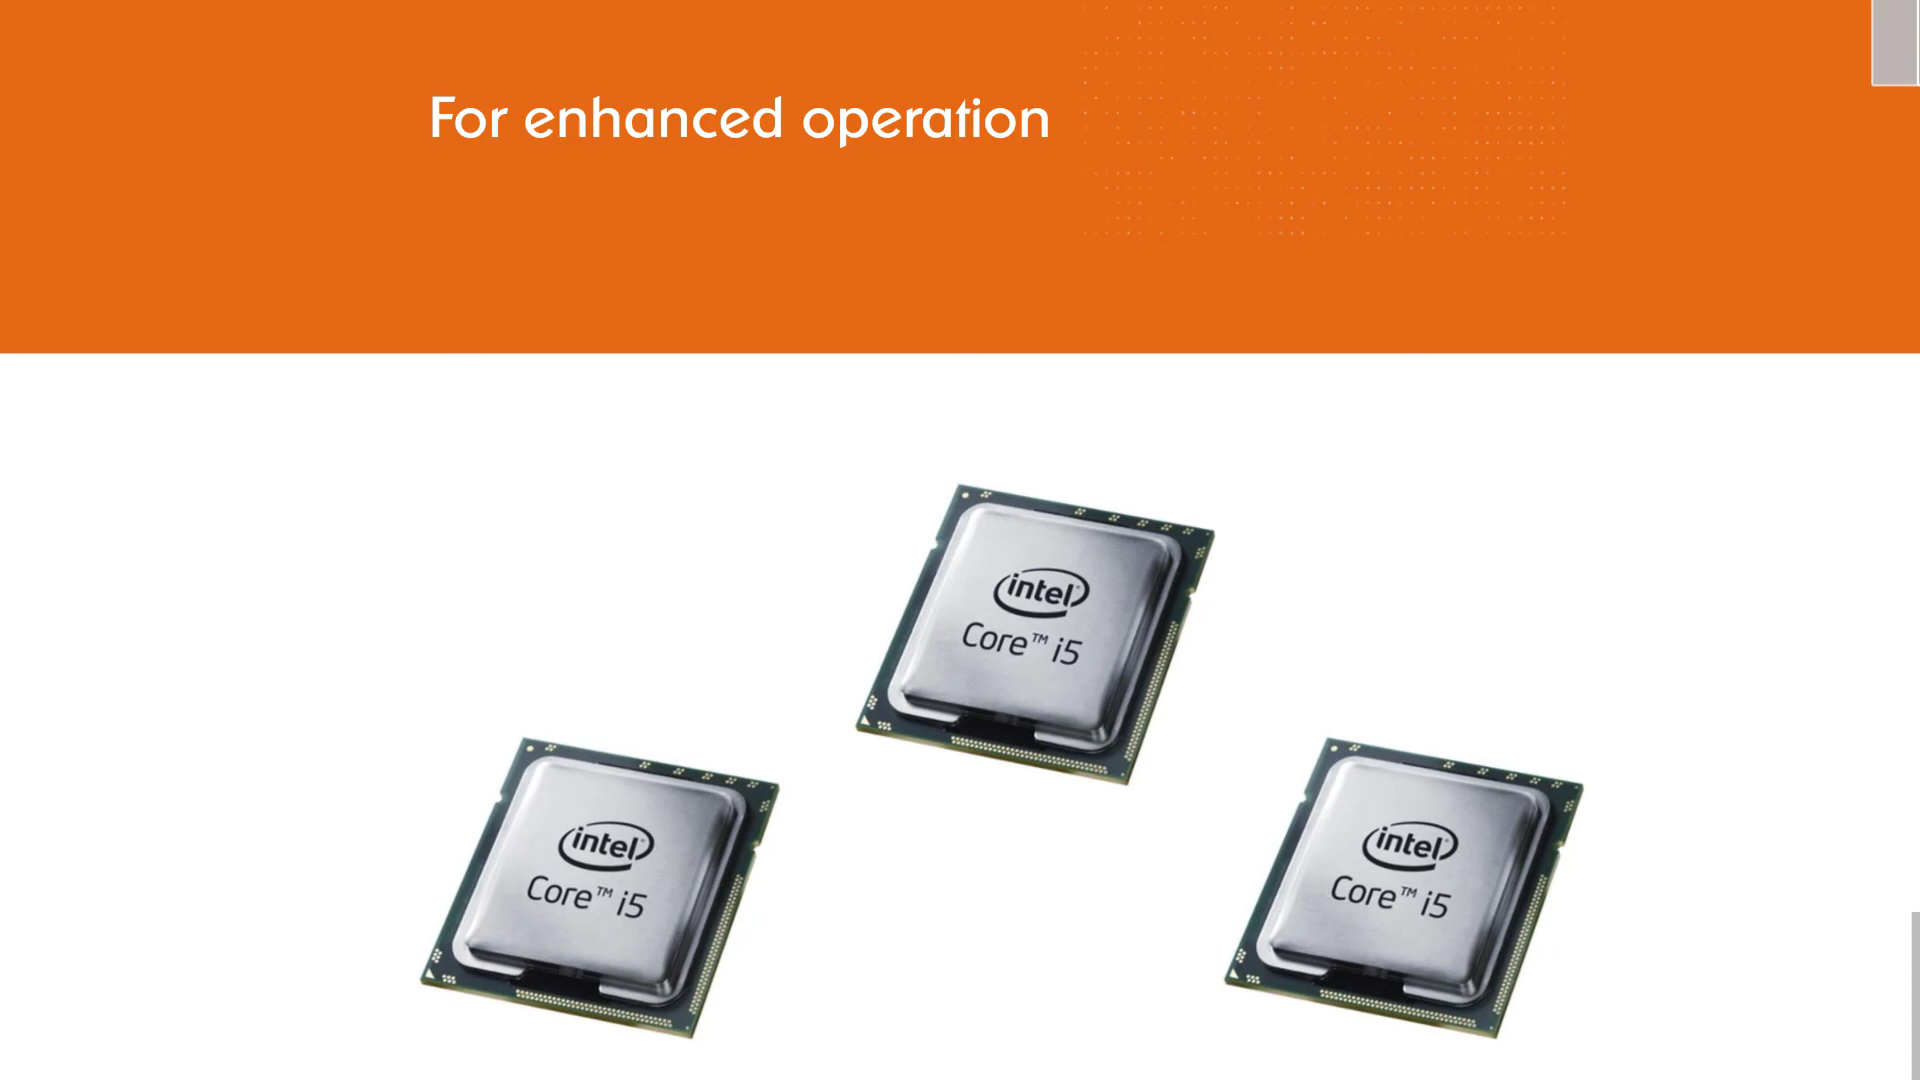 For enhanced operation
intel
Core™ i5
intel
Core™ i5
intel
Core™ i5